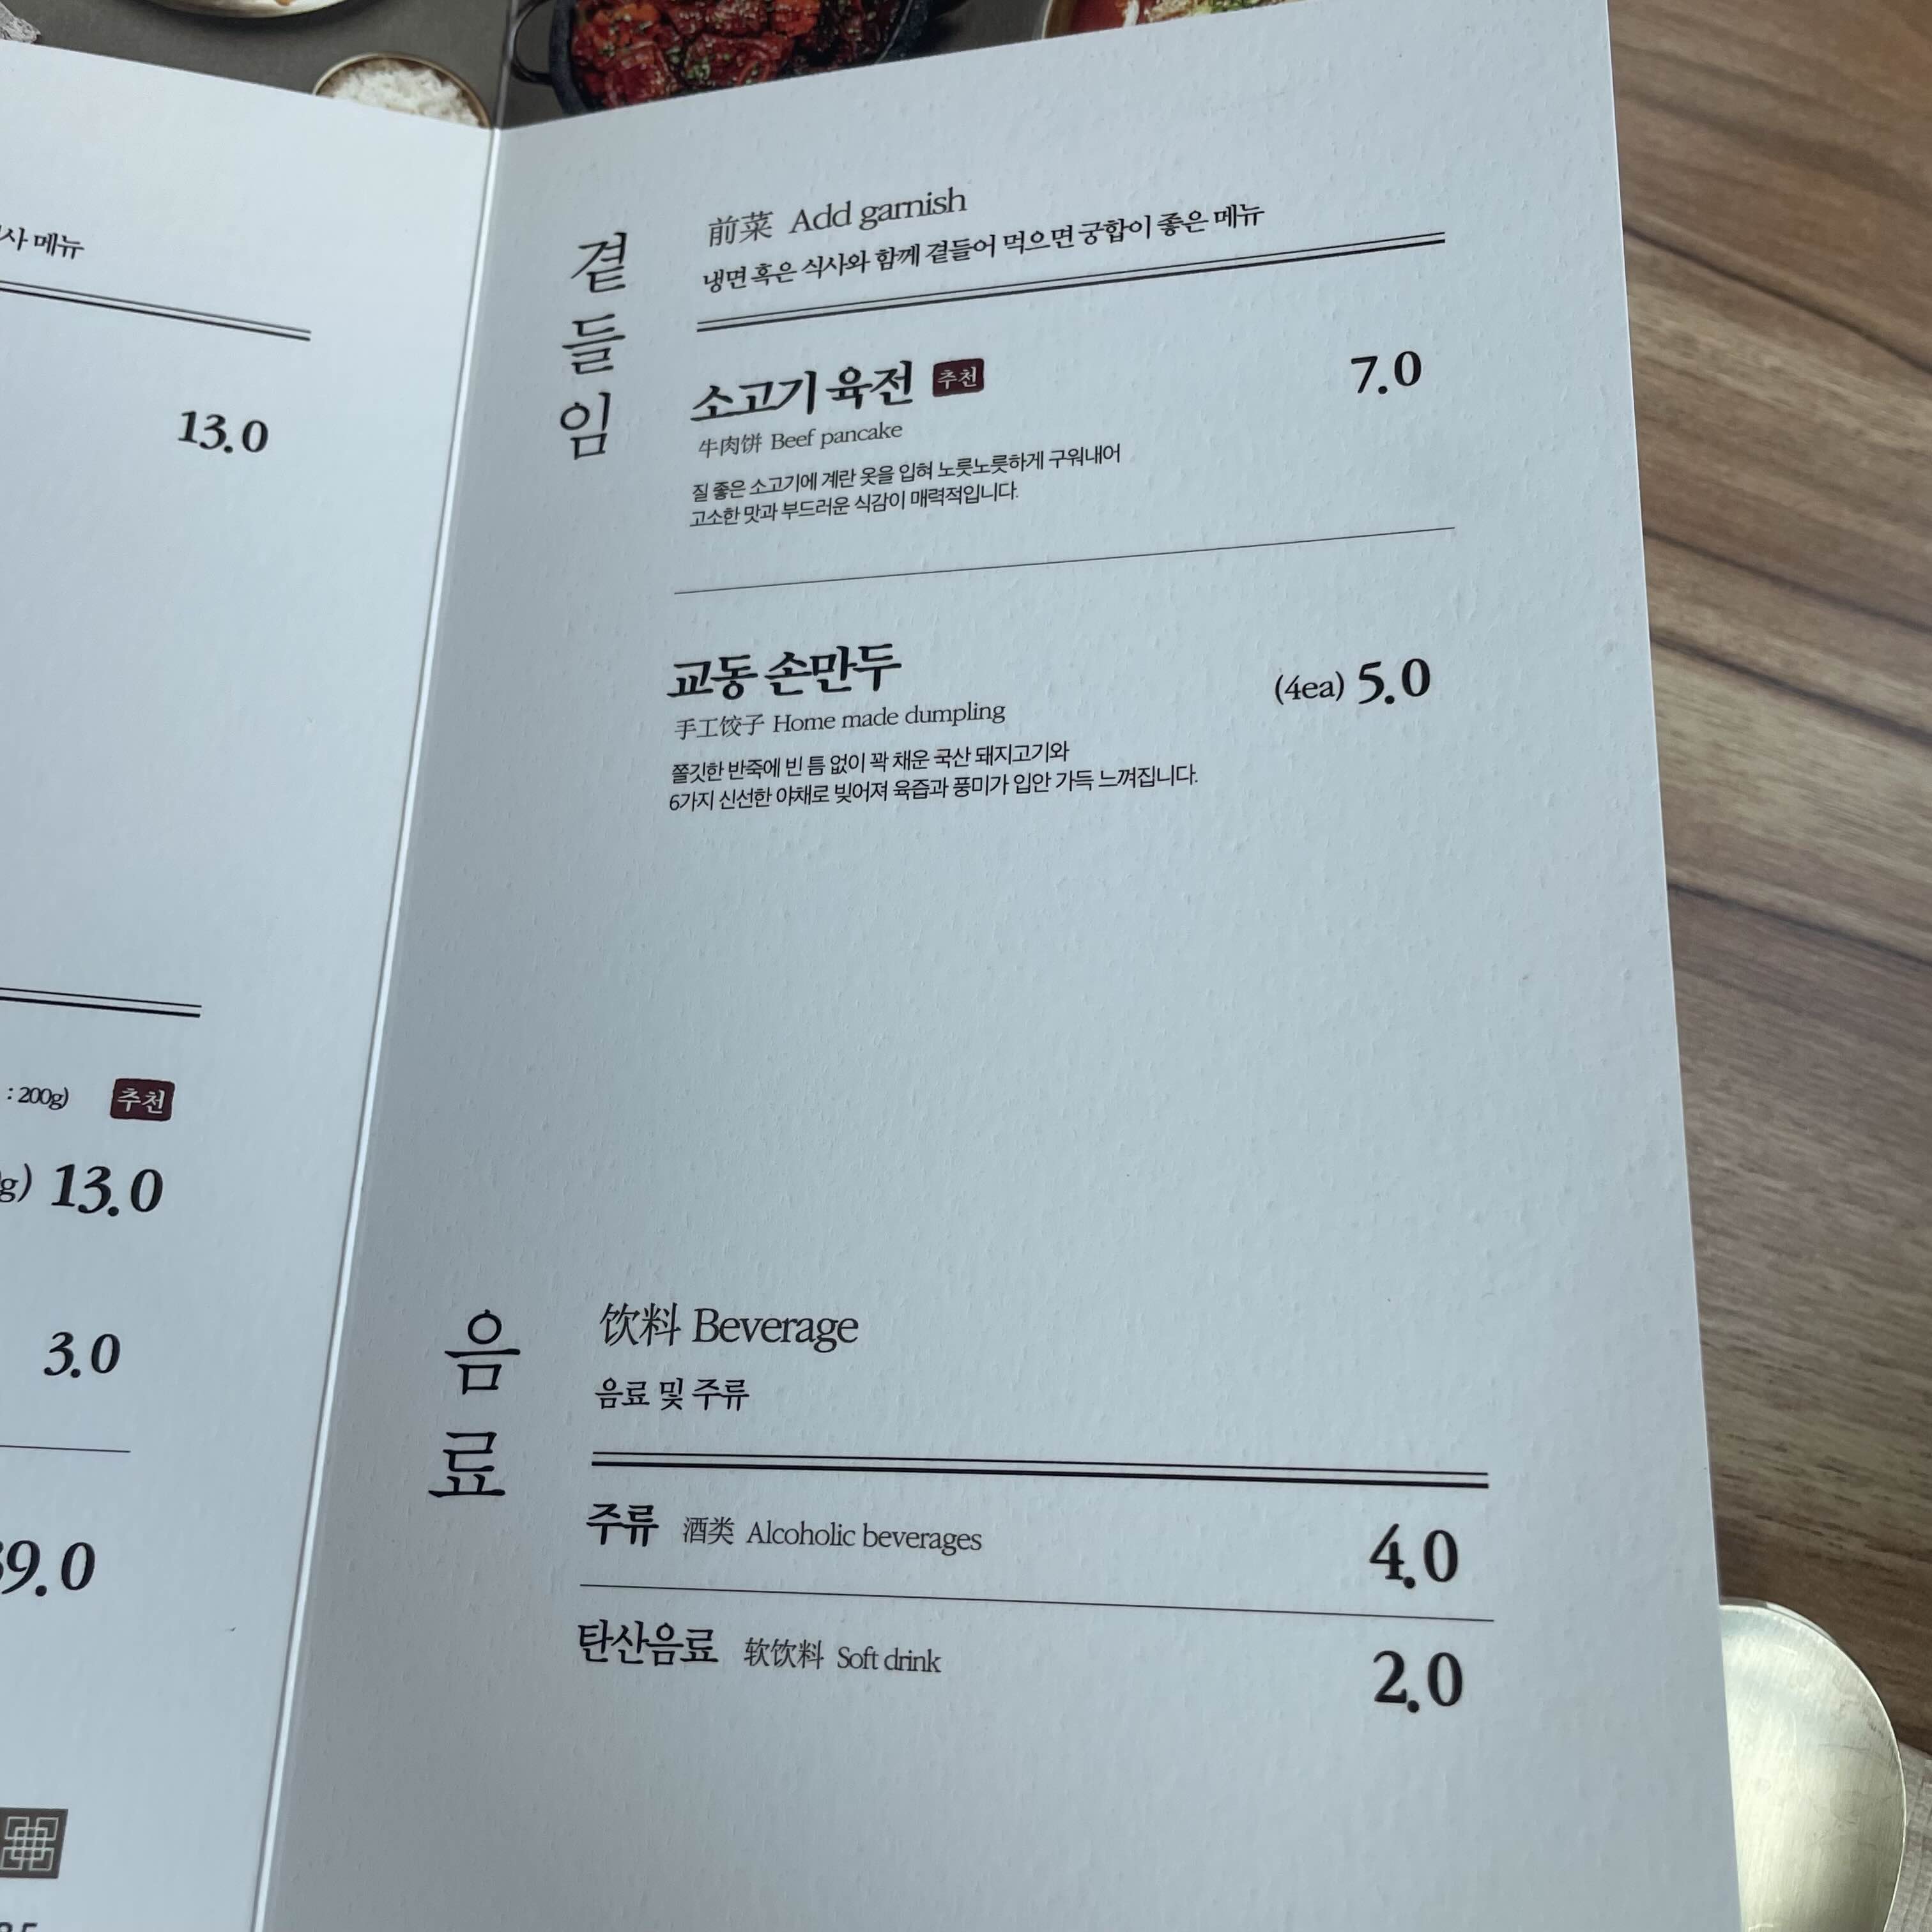 사 메뉴
13.0
: 200g)
추천
g) 13.0
3.0
9.0
곁들임
前菜 Add garnish
냉면 혹은 식사와 함께 곁들어 먹으면 궁합이 좋은 메뉴
소고기 육전 추천 7.0
牛肉饼 Beef pancake
질 좋은 소고기에 계란 옷을 입혀 노릇노릇하게 구워내어
고소한 맛과 부드러운 식감이 매력적입니다.
교동 손만두 (4ea) 5.0
手工饺子 Home made dumpling
쫄깃한 반죽에 빈 틈 없이 꽉 채운 국산 돼지고기와
6가지 신선한 야채로 빚어져 육즙과 풍미가 입안 가득 느껴집니다.
음료
饮料 Beverage
음료 및 주류
주류 酒类 Alcoholic beverages 4.0
탄산음료 软饮料 Soft drink 2.0